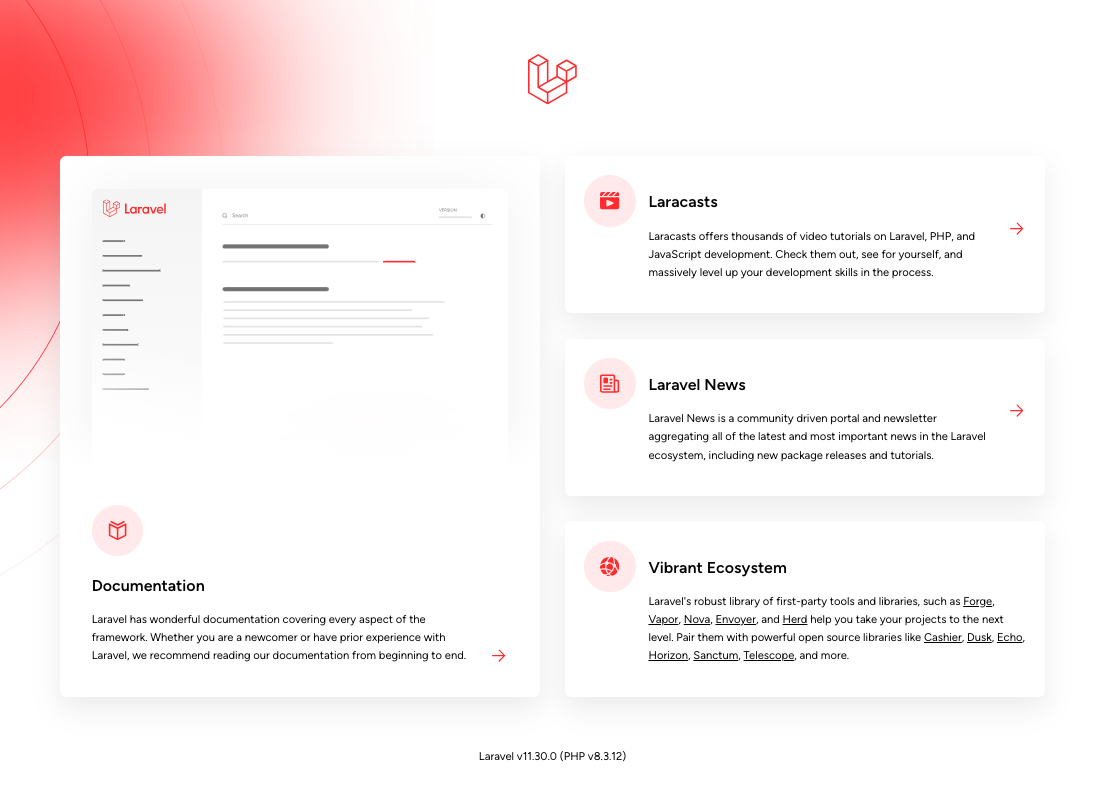 Laravel
Search
VERSION
Documentation
Laravel has wonderful documentation covering every aspect of the
framework. Whether you are a newcomer or have prior experience with
Laravel, we recommend reading our documentation from beginning to end.
Laracasts
Laracasts offers thousands of video tutorials on Laravel, PHP, and
JavaScript development. Check them out, see for yourself, and
massively level up your development skills in the process.
Laravel News
Laravel News is a community driven portal and newsletter
aggregating all of the latest and most important news in the Laravel
ecosystem, including new package releases and tutorials.
Vibrant Ecosystem
Laravel's robust library of first-party tools and libraries, such as Forge,
Vapor, Nova, Envoyer, and Herd help you take your projects to the next
level. Pair them with powerful open source libraries like Cashier, Dusk, Echo,
Horizon, Sanctum, Telescope, and more.
Laravel v11.30.0 (PHP v8.3.12)